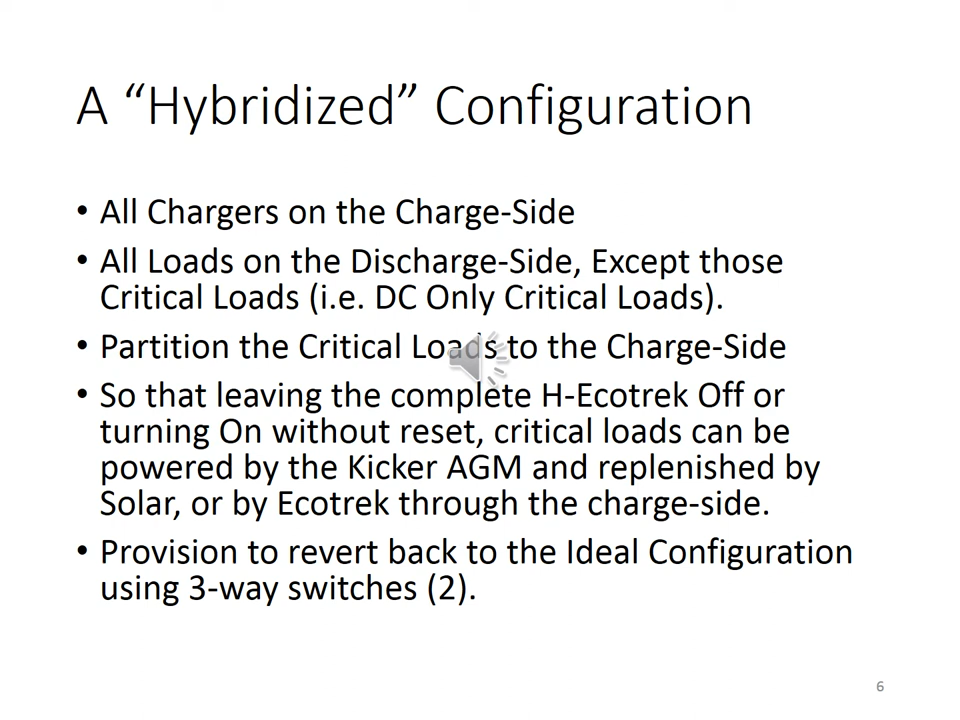 A “Hybridized” Configuration
• All Chargers on the Charge-Side
• All Loads on the Discharge-Side, Except those
Critical Loads (i.e. DC Only Critical Loads).
• Partition the Critical Loads to the Charge-Side
• So that leaving the complete H-Ecotrek Off or
turning On without reset, critical loads can be
powered by the Kicker AGM and replenished by
Solar, or by Ecotrek through the charge-side.
• Provision to revert back to the Ideal Configuration
using 3-way switches (2).
6